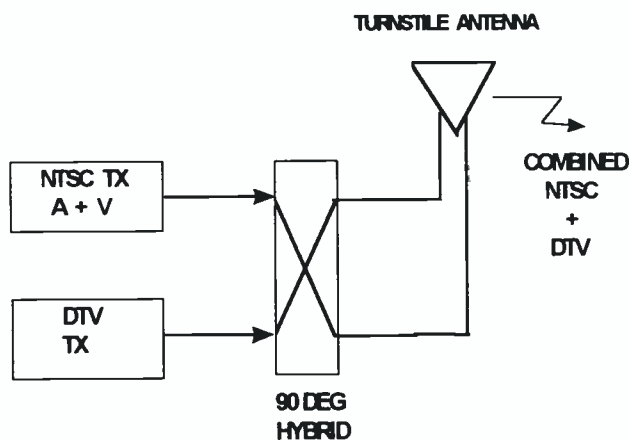 TURNSTILE ANTENNA
NTSC TX
A + V
COMBINED
NTSC
+
DTV
DTV
TX
90 DEG
HYBRID